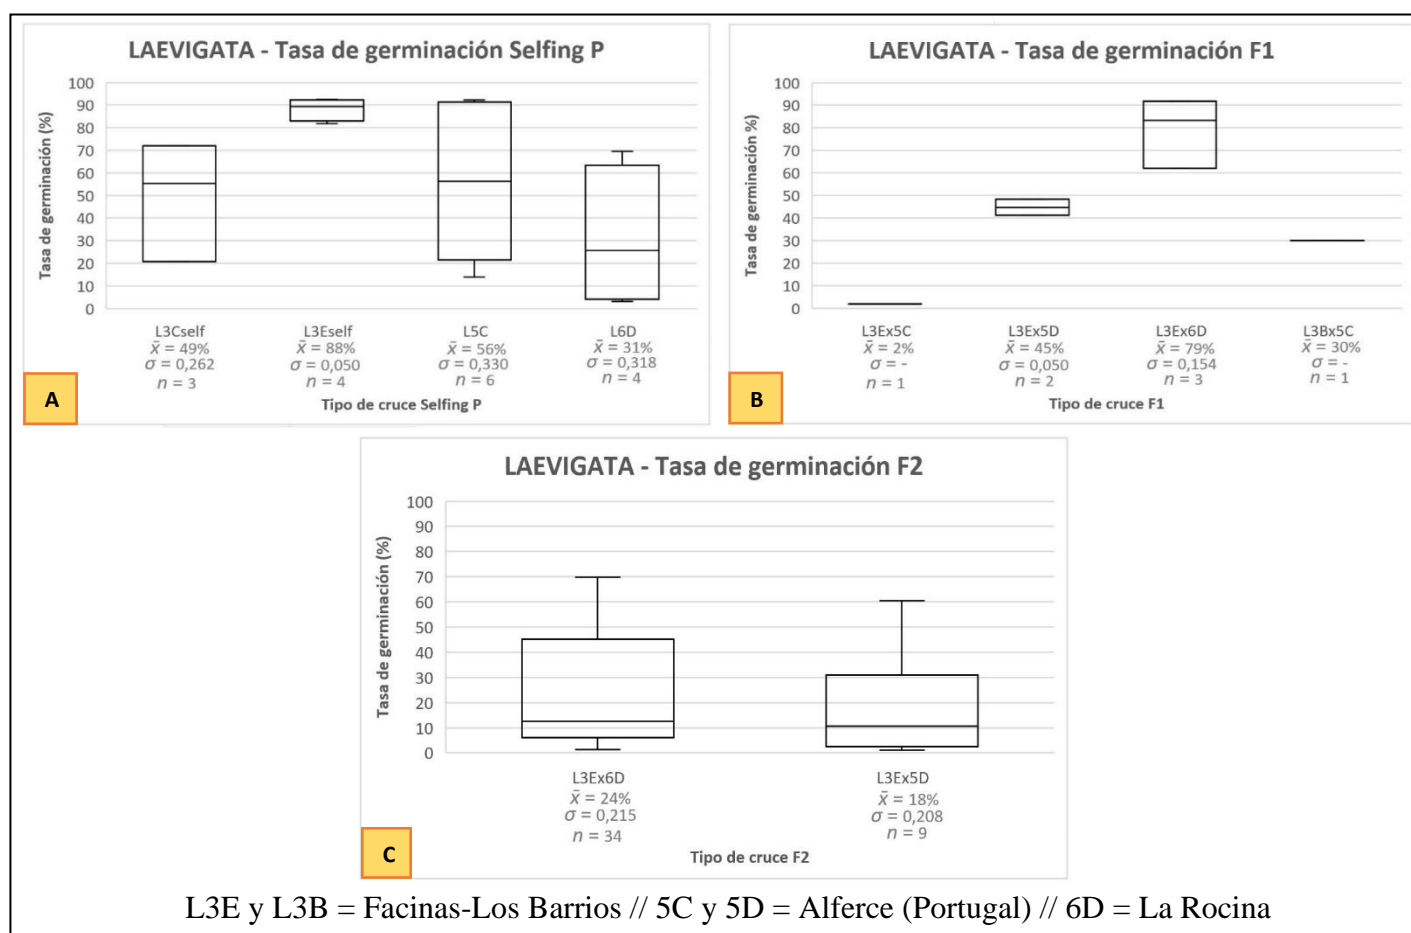 LAEVIGATA - Tasa de germinación Selfing P
Tasa de germinación (%)
100
90
80
70
60
50
40
30
20
10
0
L3Cself L3Eself L5C L6D
x̄ = 49% x̄ = 88% x̄ = 56% x̄ = 31%
σ = 0,262 σ = 0,050 σ = 0,330 σ = 0,318
n = 3 n = 4 n = 6 n = 4
A
Tipo de cruce Selfing P
LAEVIGATA - Tasa de germinación F1
Tasa de germinación %)
100
90
80
70
60
50
40
30
20
10
0
L3Ex5C L3Ex5D L3Ex6D L3Bx5C
x̄ = 2% x̄ = 45% x̄ = 79% x̄ = 30%
σ = - σ = 0,050 σ = 0,154 σ = -
n = 1 n = 2 n = 3 n = 1
B
Tipo de cruce F1
LAEVIGATA - Tasa de germinación F2
Tasa de germinación (%)
100
90
80
70
60
50
40
30
20
10
0
L3Ex6D L3Ex5D
x̄ = 24% x̄ = 18%
σ = 0,215 σ = 0,208
n = 34 n = 9
C
Tipo de cruce F2
L3E y L3B = Facinas-Los Barrios // 5C y 5D = Alferce (Portugal) // 6D = La Rocina